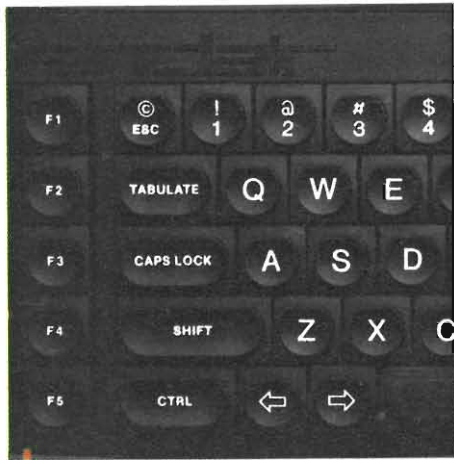 F1 © ESC ! 1 @ 2 # 3 $ 4
F2 TABULATE Q W E
F3 CAPS LOCK A S D
F4 SHIFT Z X C
F5 CTRL ⇦ ⇨